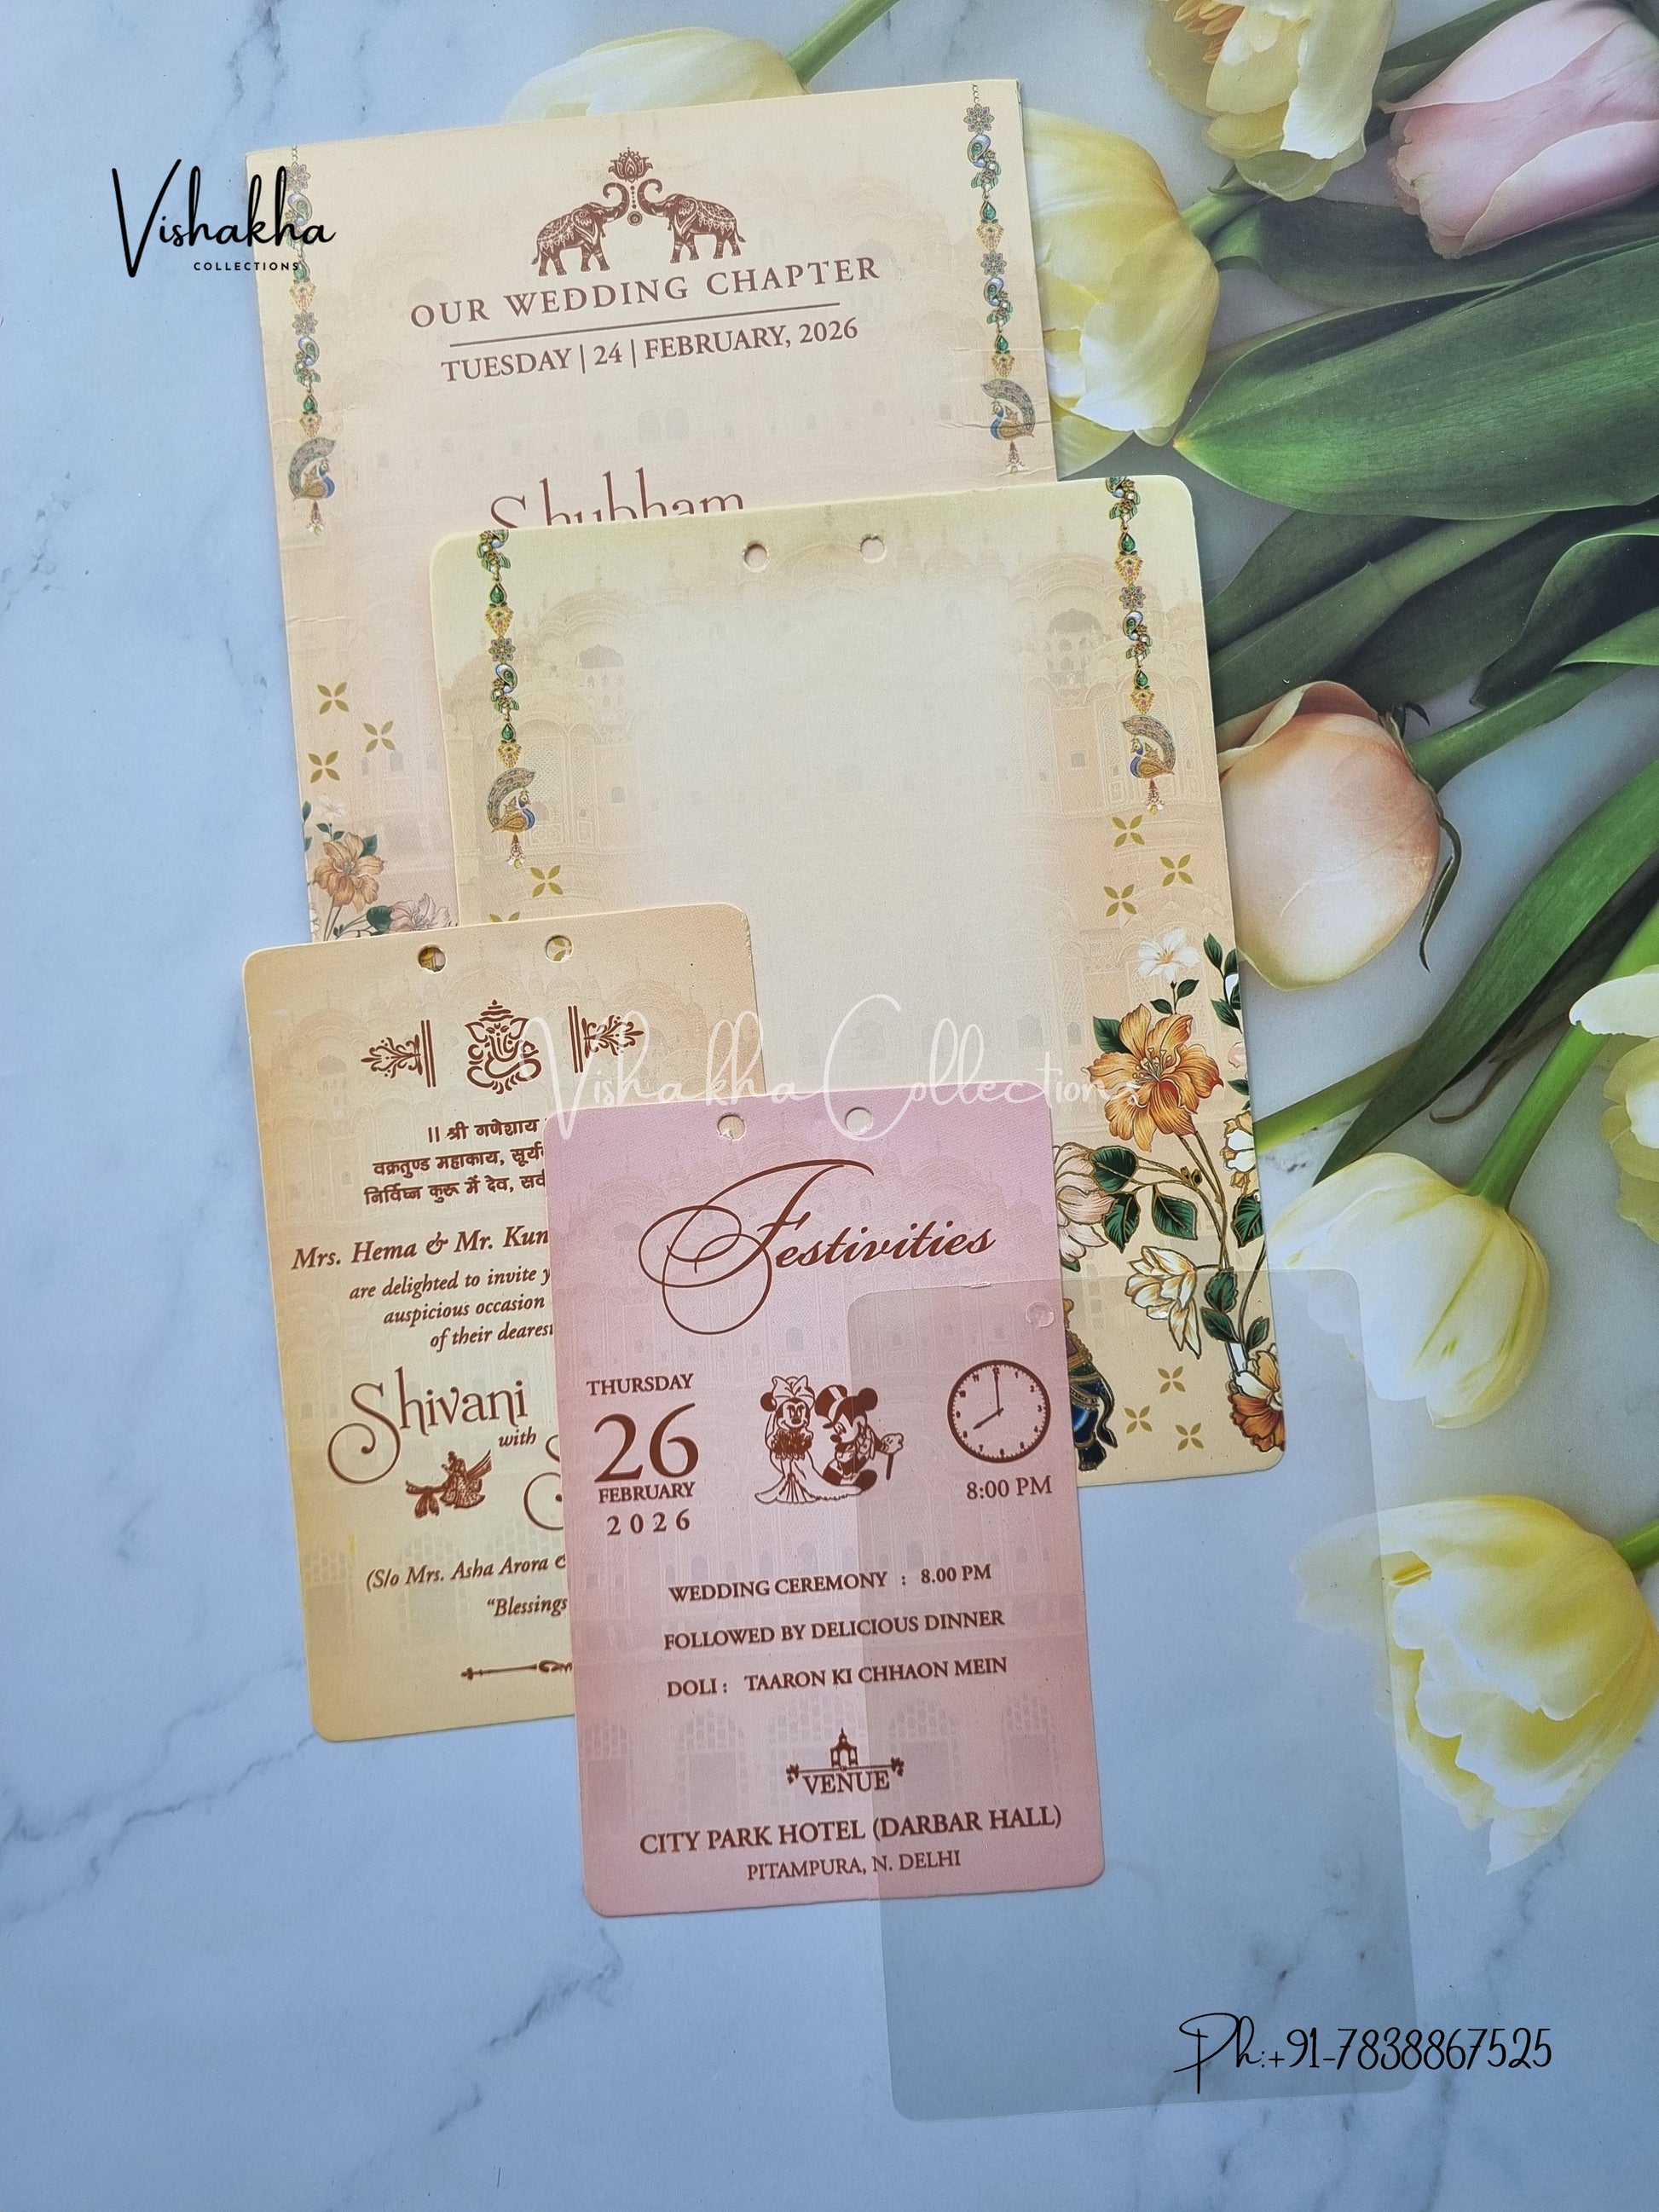 Vishakha
COLLECTIONS
OUR WEDDING CHAPTER
TUESDAY | 24 | FEBRUARY, 2026
Shubham
Vishakha Collections
|| श्री गणेशाय
वक्रतुण्ड महाकाय,
निर्विघ्न कुरू में देव,
Mrs. Hema & Mr.
are delighted to invite
auspicious occasion
of their dearest
Shivani
with
(S/o Mrs. Asha Arora
“Blessings
Festivities
THURSDAY
26
FEBRUARY
2026
8:00 PM
WEDDING CEREMONY : 8.00 PM
FOLLOWED BY DELICIOUS DINNER
DOLI : TAARON KI CHHAON MEIN
VENUE
CITY PARK HOTEL (DARBAR HALL)
PITAMPURA, N. DELHI
Ph:+91-7838867525